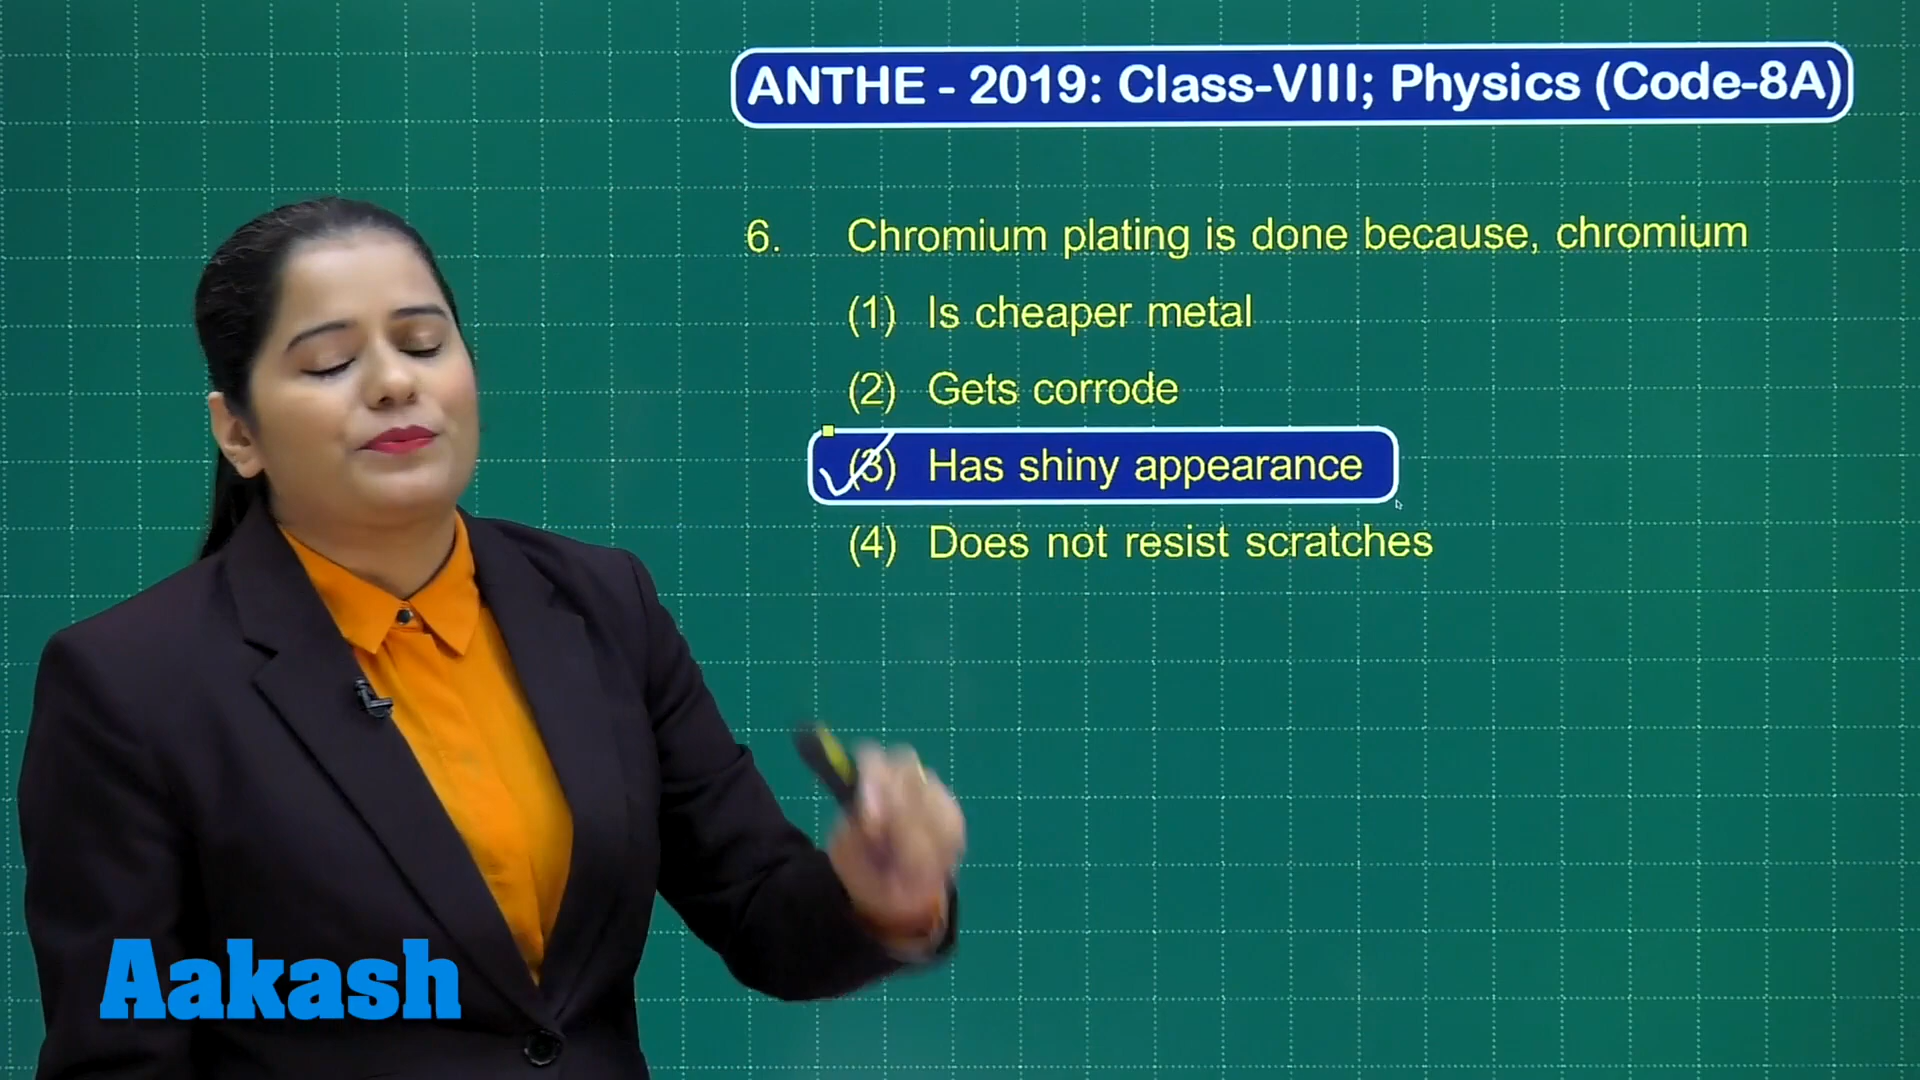 ANTHE - 2019: Class-VIII; Physics (Code-8A)
6. Chromium plating is done because, chromium
(1) Is cheaper metal
(2) Gets corrode
(3) Has shiny appearance
(4) Does not resist scratches
Aakash